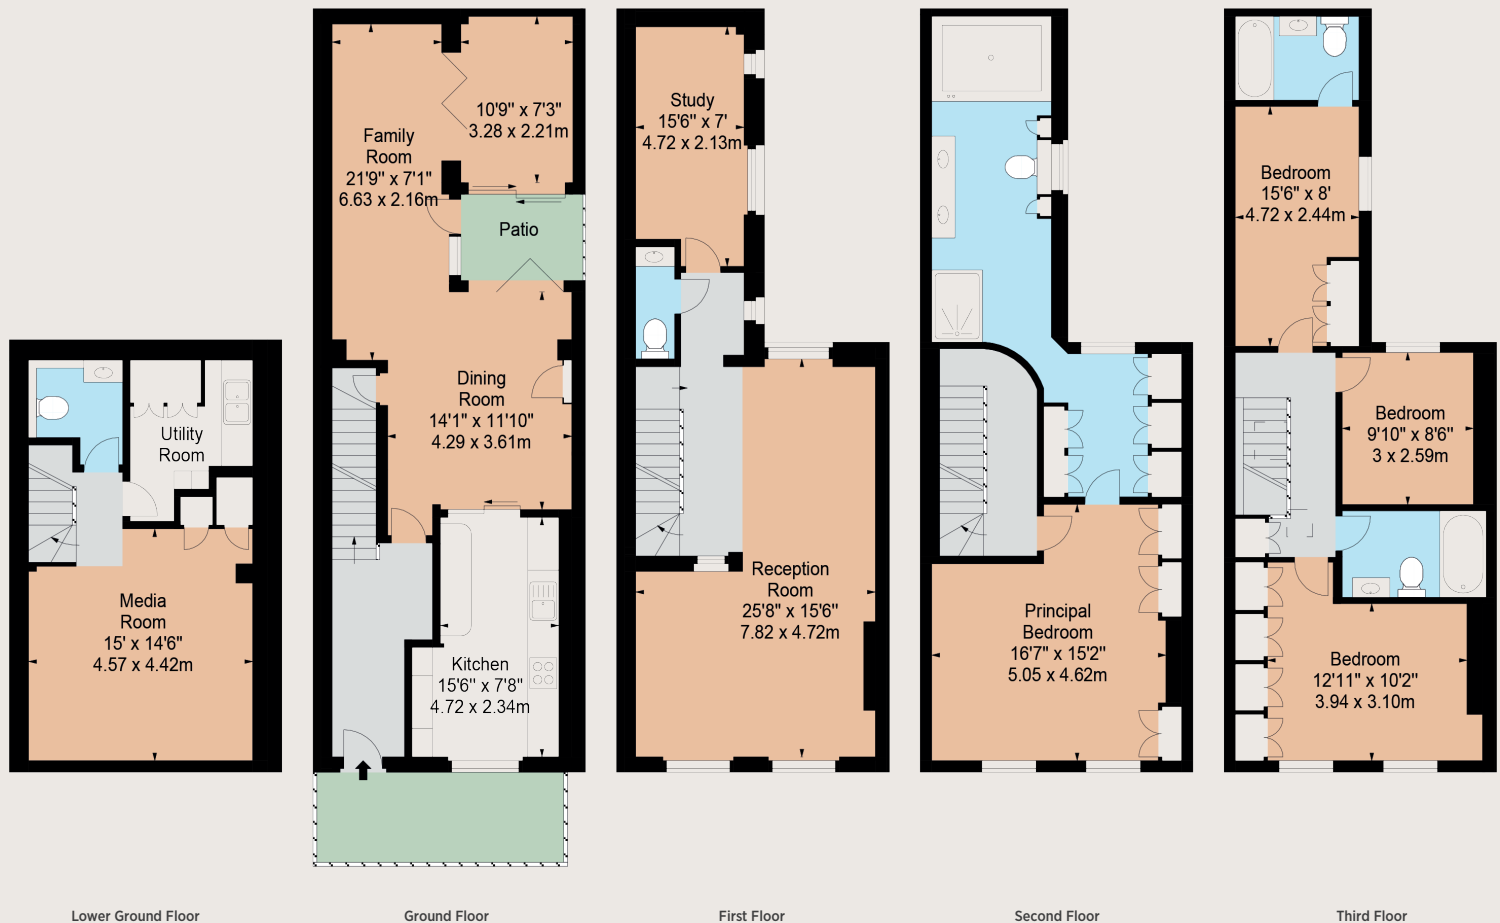 Utility
Room
Media
Room
15' x 14'6"
4.57 x 4.42m
Lower Ground Floor
Family
Room
21'9" x 7'1"
6.63 x 2.16m
10'9" x 7'3"
3.28 x 2.21m
Patio
Dining
Room
14'1" x 11'10"
4.29 x 3.61m
Kitchen
15'6" x 7'8"
4.72 x 2.34m
Ground Floor
Study
15'6" x 7'
4.72 x 2.13m
Reception
Room
25'8" x 15'6"
7.82 x 4.72m
First Floor
Principal
Bedroom
16'7" x 15'2"
5.05 x 4.62m
Second Floor
Bedroom
15'6" x 8'
4.72 x 2.44m
Bedroom
9'10" x 8'6"
3 x 2.59m
Bedroom
12'11" x 10'2"
3.94 x 3.10m
Third Floor